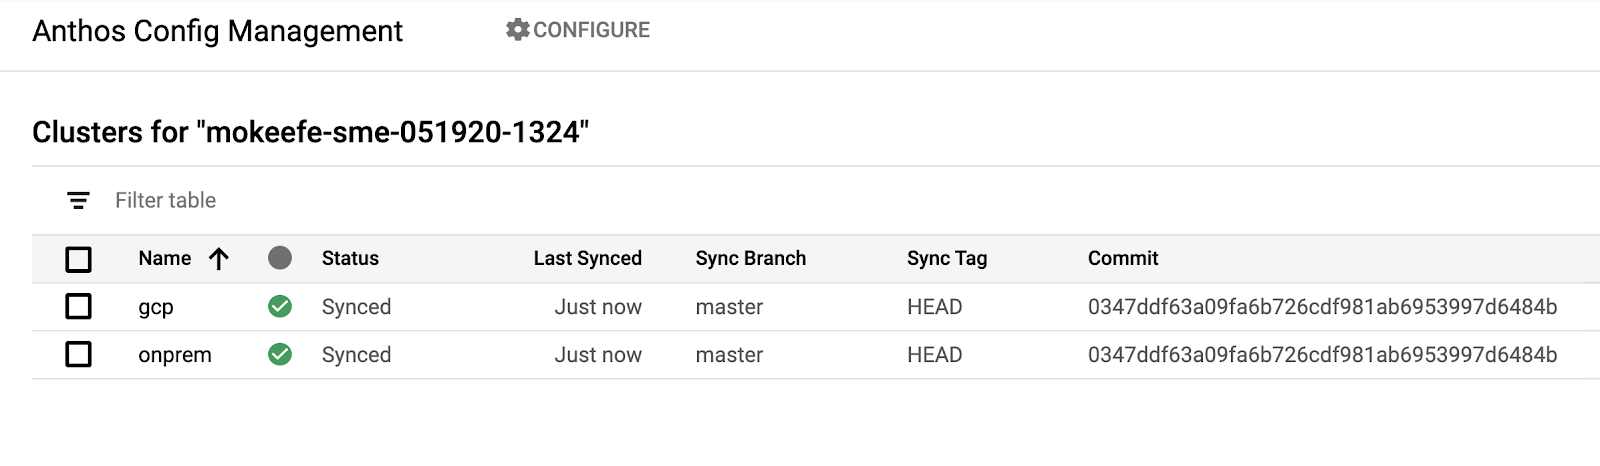 Anthos Config Management CONFIGURE
Clusters for "mokeefe-sme-051920-1324"
Filter table
Name Status Last Synced Sync Branch Sync Tag Commit
gcp Synced Just now master HEAD 0347ddf63a09fa6b726cdf981ab6953997d6484b
onprem Synced Just now master HEAD 0347ddf63a09fa6b726cdf981ab6953997d6484b